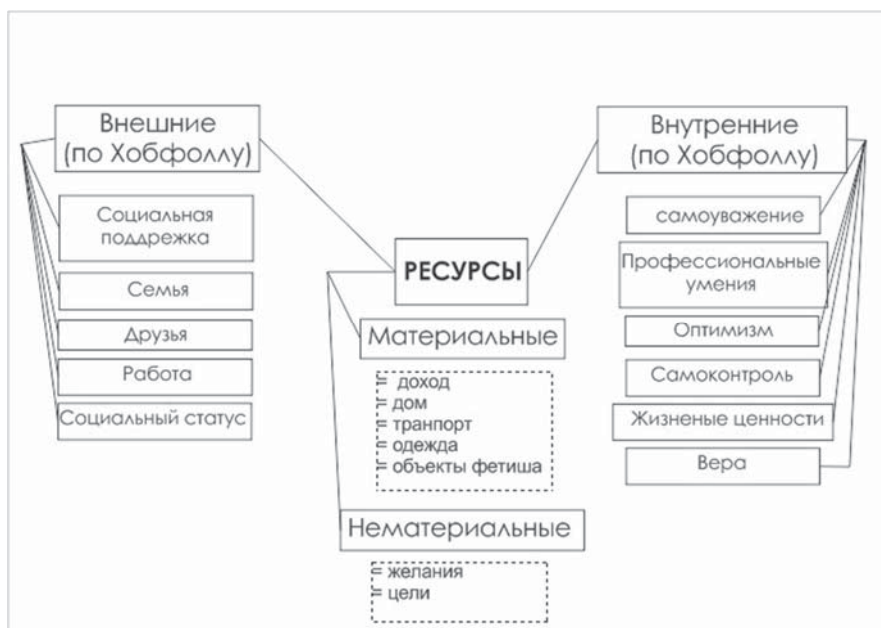 Внешние
(по Хобфоллу)
Социальная
поддрежка
Семья
Друзья
Работа
Социальный статус
РЕСУРСЫ
Материальные
= доход
= дом
= транпорт
= одежда
= объекты фетиша
Нематериальные
= желания
= цели
Внутренние
(по Хобфоллу)
самоуважение
Профессиональные
умения
Оптимизм
Самоконтроль
Жизненые ценности
Вера